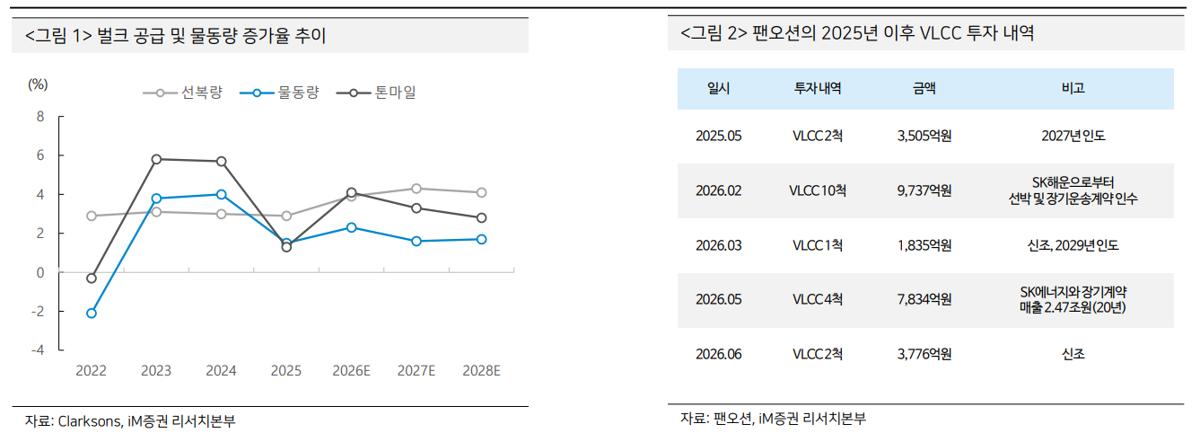 <그림 1> 벌크 공급 및 물동량 증가율 추이
(%)
선복량 물동량 톤마일
8
6
4
2
0
-2
-4
2022 2023 2024 2025 2026E 2027E 2028E
자료: Clarksons, iM증권 리서치본부
<그림 2> 팬오션의 2025년 이후 VLCC 투자 내역
일시 투자내역 금액 비고
2025.05 VLCC 2척 3,505억원 2027년 인도
2026.02 VLCC 10척 9,737억원 SK해운으로부터
선박 및 장기운송계약 인수
2026.03 VLCC 1척 1,835억원 신조, 2029년 인도
2026.05 VLCC 4척 7,834억원 SK에너지와 장기계약
매출 2.47조원(20년)
2026.06 VLCC 2척 3,776억원 신조
자료: 팬오션, iM증권 리서치본부